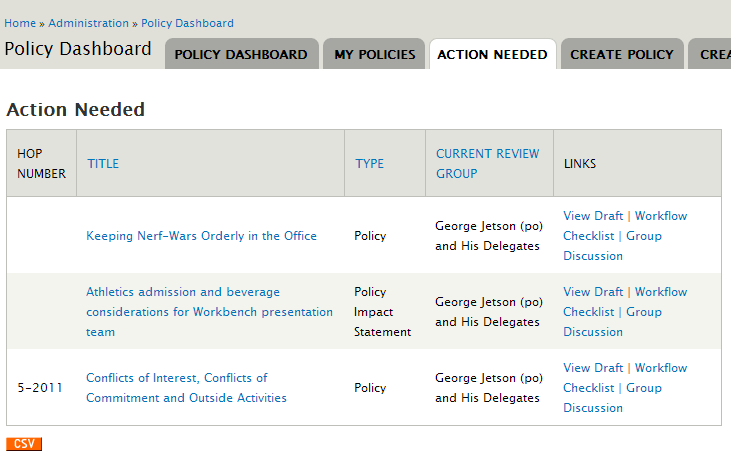 Home » Administration » Policy Dashboard
Policy Dashboard
POLICY DASHBOARD
MY POLICIES
ACTION NEEDED
CREATE POLICY
CREA
Action Needed
HOP
NUMBER
TITLE
TYPE
CURRENT REVIEW
GROUP
LINKS
Keeping Nerf-Wars Orderly in the Office
Policy
George Jetson (po)
and His Delegates
View Draft | Workflow
Checklist | Group
Discussion
Athletics admission and beverage
considerations for Workbench presentation
team
Policy
Impact
Statement
George Jetson (po)
and His Delegates
View Draft | Workflow
Checklist | Group
Discussion
5-2011
Conflicts of Interest, Conflicts of
Commitment and Outside Activities
Policy
George Jetson (po)
and His Delegates
View Draft | Workflow
Checklist | Group
Discussion
CSV